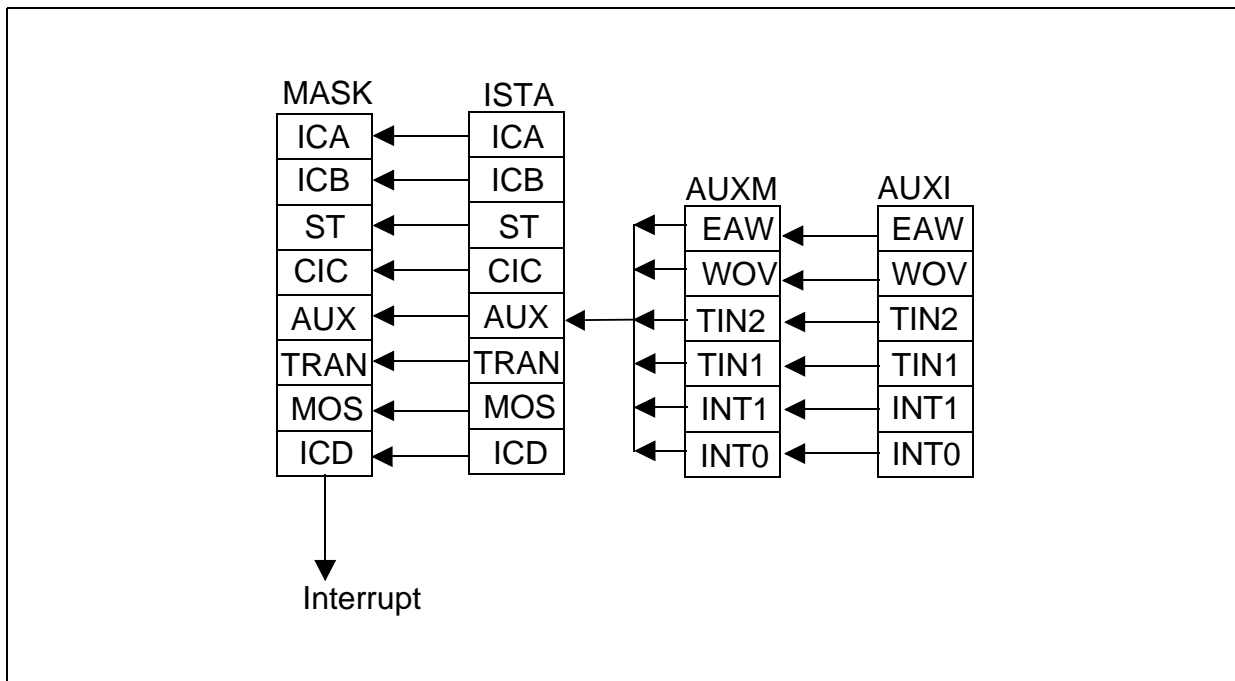 MASK
ICA
ICB
ST
CIC
AUX
TRAN
MOS
ICD
Interrupt
ISTA
ICA
ICB
ST
CIC
AUX
TRAN
MOS
ICD
AUXM
EAW
WOV
TIN2
TIN1
INT1
INT0
AUXI
EAW
WOV
TIN2
TIN1
INT1
INT0